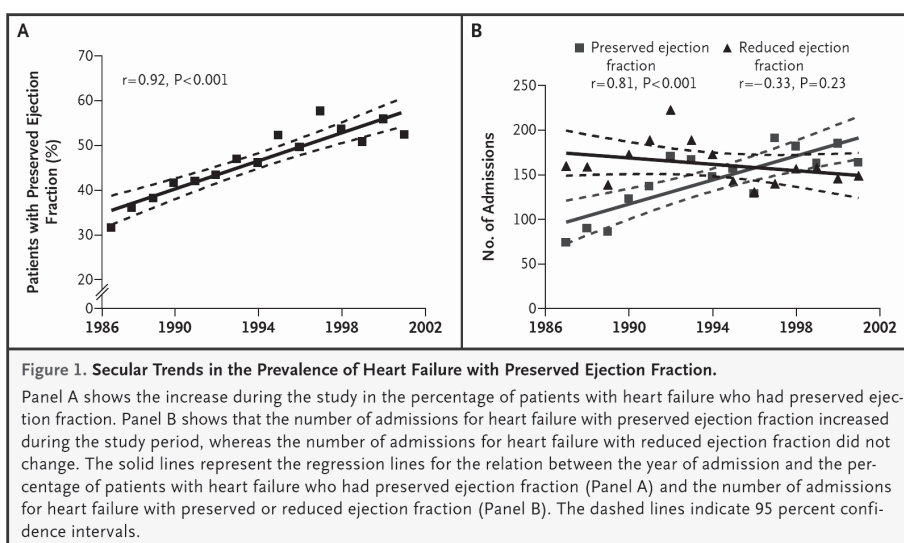 A
70
r=0.92, P<0.001
60
50
40
30
20
0
Patients with Preserved Ejection
Fraction (%)
1986 1990 1994 1998 2002
B
Preserved ejection
fraction
r=0.81, P<0.001
Reduced ejection
fraction
r=−0.33, P=0.23
250
200
150
100
50
0
No. of Admissions
1986 1990 1994 1998 2002
Figure 1. Secular Trends in the Prevalence of Heart Failure with Preserved Ejection Fraction.
Panel A shows the increase during the study in the percentage of patients with heart failure who had preserved ejec-
tion fraction. Panel B shows that the number of admissions for heart failure with preserved ejection fraction increased
during the study period, whereas the number of admissions for heart failure with reduced ejection fraction did not
change. The solid lines represent the regression lines for the relation between the year of admission and the per-
centage of patients with heart failure who had preserved ejection fraction (Panel A) and the number of admissions
for heart failure with preserved or reduced ejection fraction (Panel B). The dashed lines indicate 95 percent confi-
dence intervals.